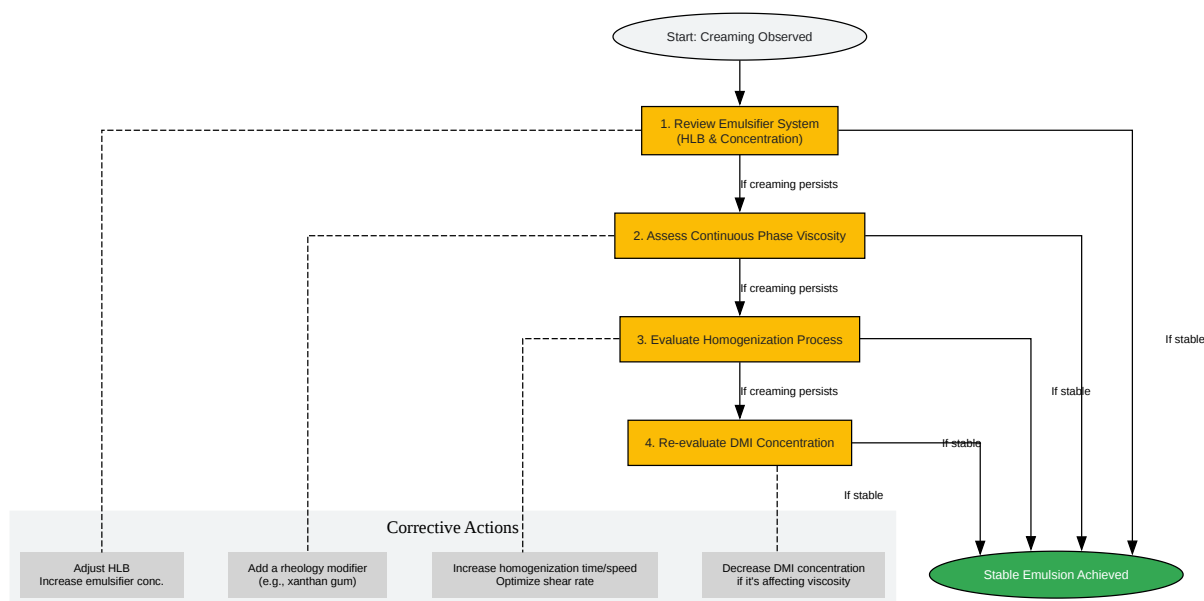 Start: Creaming Observed
1. Review Emulsifier System
(HLB & Concentration)
If creaming persists
2. Assess Continuous Phase Viscosity
If creaming persists
3. Evaluate Homogenization Process
If stable
If creaming persists
If stable
4. Re-evaluate DMI Concentration
If stable
If stable
Corrective Actions
Adjust HLB
Increase emulsifier conc.
Add a rheology modifier
(e.g., xanthan gum)
Increase homogenization time/speed
Optimize shear rate
Decrease DMI concentration
if it's affecting viscosity
Stable Emulsion Achieved